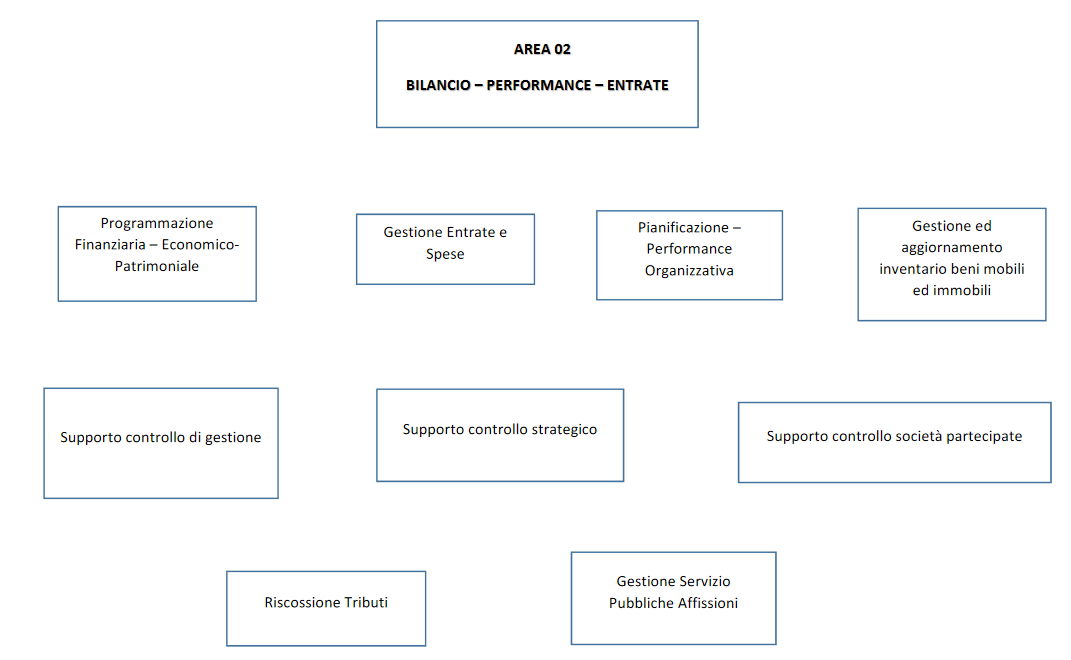 AREA 02
BILANCIO – PERFORMANCE – ENTRATE
Programmazione
Finanziaria – Economico-
Patrimoniale
Gestione Entrate e
Spese
Pianificazione –
Performance
Organizzativa
Gestione ed
aggiornamento
inventario beni mobili
ed immobili
Supporto controllo di gestione
Supporto controllo strategico
Supporto controllo società partecipate
Riscossione Tributi
Gestione Servizio
Pubbliche Affissioni